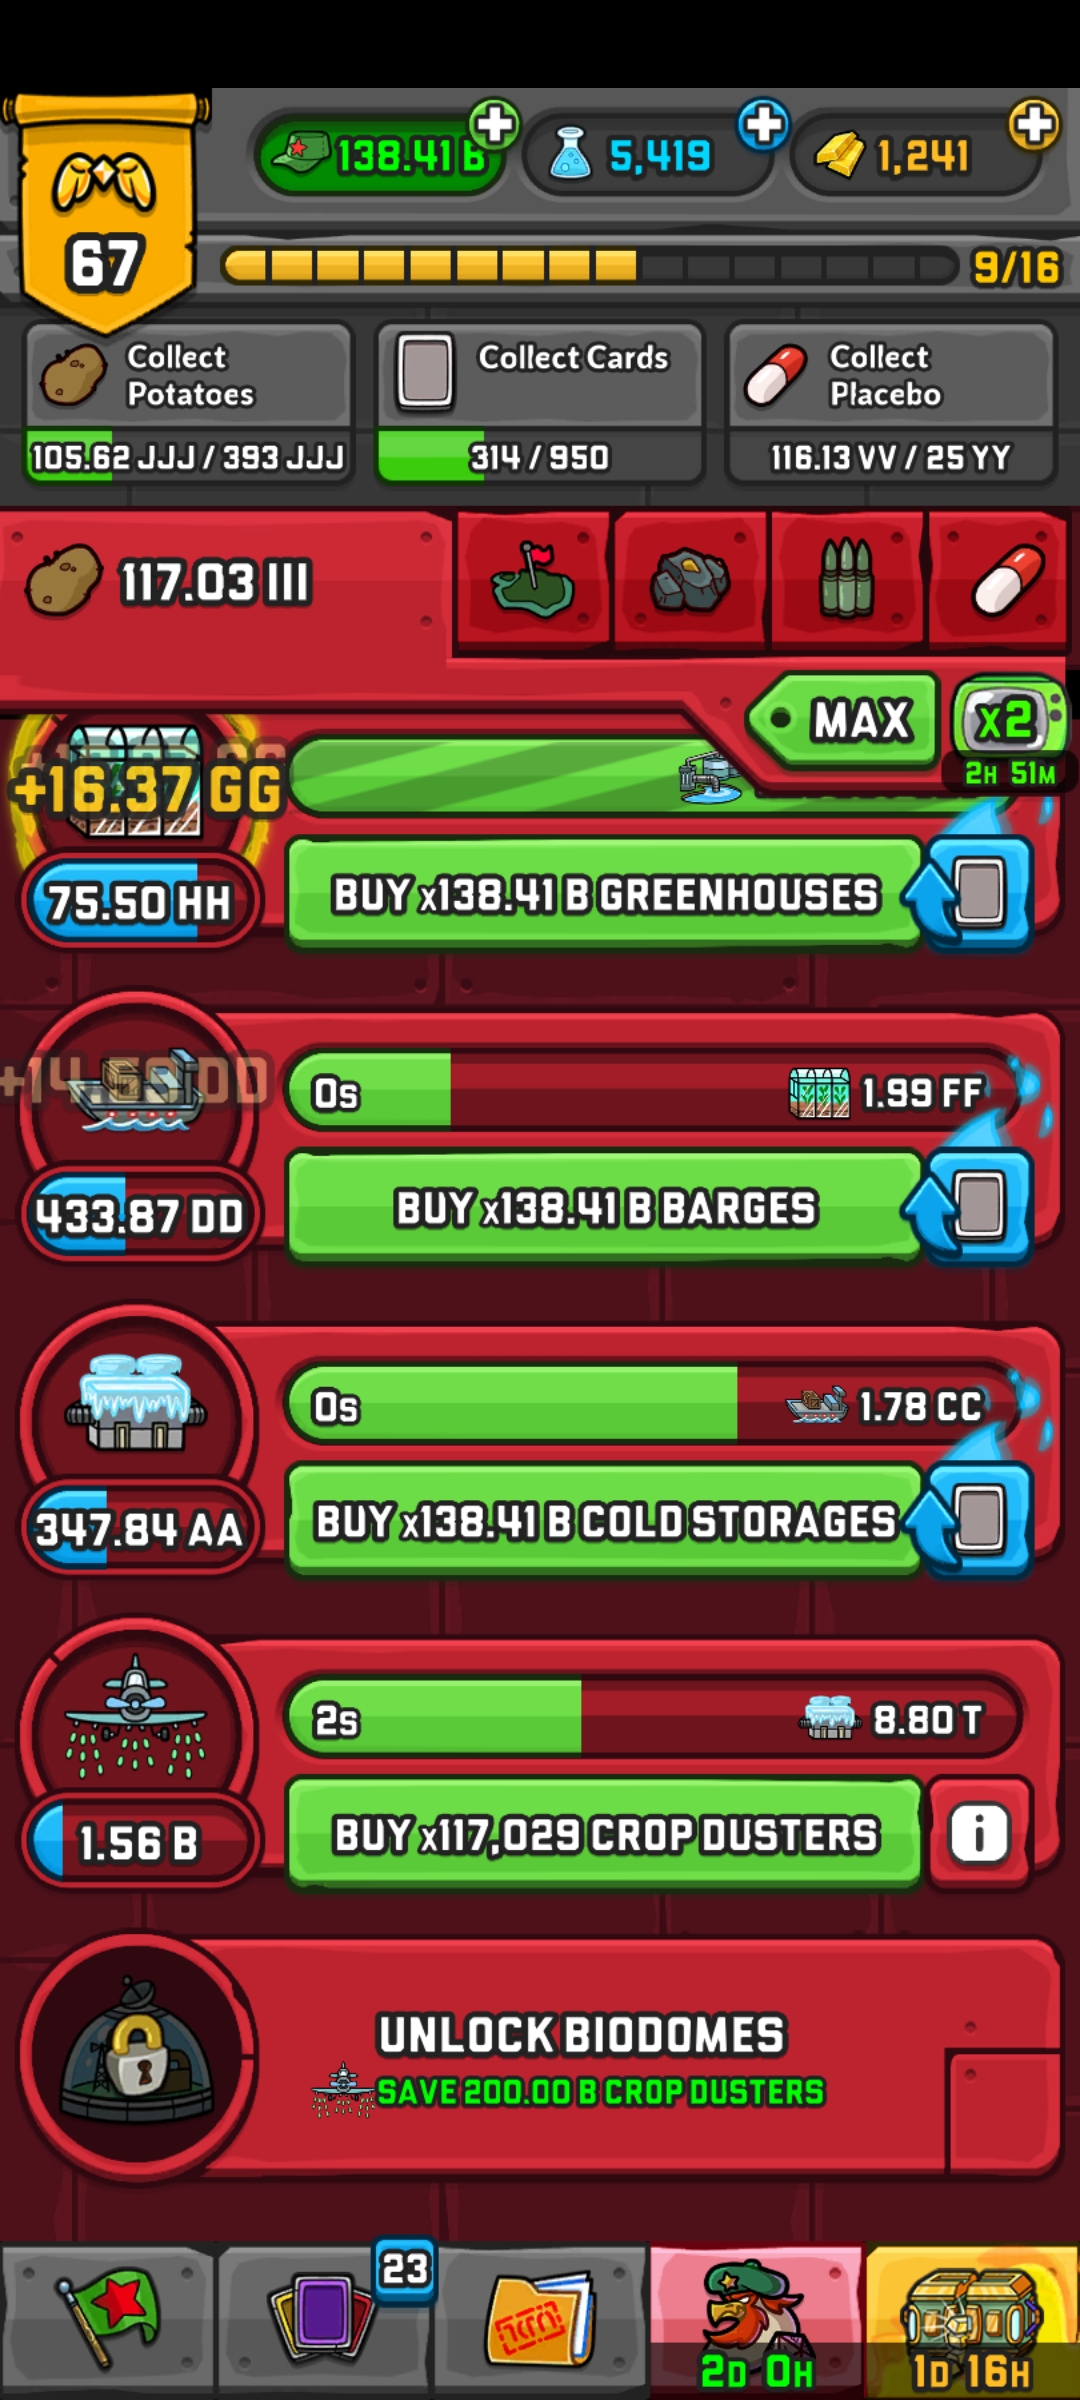 138.41 B
5,419
1,241
67
9/16
Collect Potatoes
105.62 JJJ / 393 JJJ
Collect Cards
314 / 950
Collect Placebo
116.13 VV / 25 YY
117.03 III
MAX
x2
2H 51M
+16.37 GG
75.50 HH
BUY x138.41 B GREENHOUSES
0s
1.99 FF
433.87 DD
BUY x138.41 B BARGES
0s
1.78 CC
347.84 AA
BUY x138.41 B COLD STORAGES
2s
8.80 T
1.56 B
BUY x117,029 CROP DUSTERS
i
UNLOCK BIODOMES
SAVE 200.00 B CROP DUSTERS
23
2D 0H
1D 16H